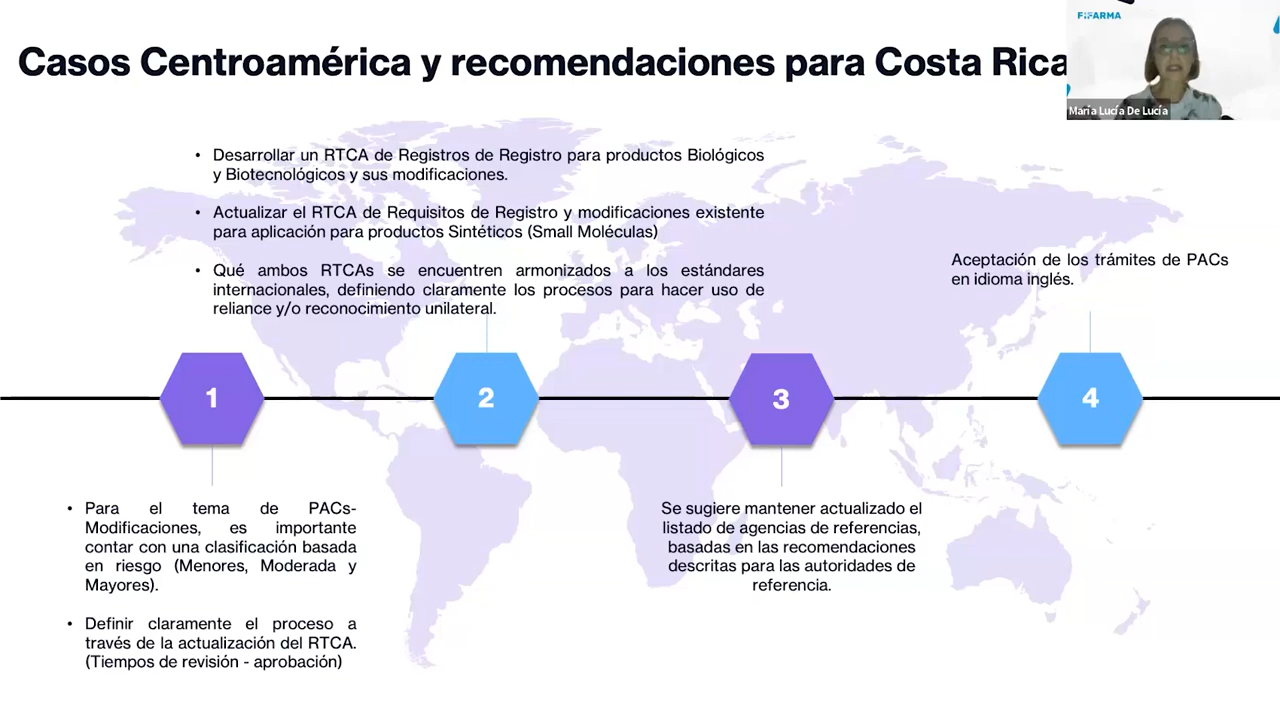 Casos Centroamérica y recomendaciones para Costa Rica
FIFARMA
María Lucía De Lucía
• Desarrollar un RTCA de Registros de Registro para productos Biológicos
y Biotecnológicos y sus modificaciones.
• Actualizar el RTCA de Requisitos de Registro y modificaciones existente
para aplicación para productos Sintéticos (Small Moléculas)
• Qué ambos RTCAs se encuentren armonizados a los estándares
internacionales, definiendo claramente los procesos para hacer uso de
reliance y/o reconocimiento unilateral.
Aceptación de los trámites de PACs
en idioma inglés.
1
2
3
4
• Para el tema de PACs-
Modificaciones, es importante
contar con una clasificación basada
en riesgo (Menores, Moderada y
Mayores).
• Definir claramente el proceso a
través de la actualización del RTCA.
(Tiempos de revisión - aprobación)
Se sugiere mantener actualizado el
listado de agencias de referencias,
basadas en las recomendaciones
descritas para las autoridades de
referencia.